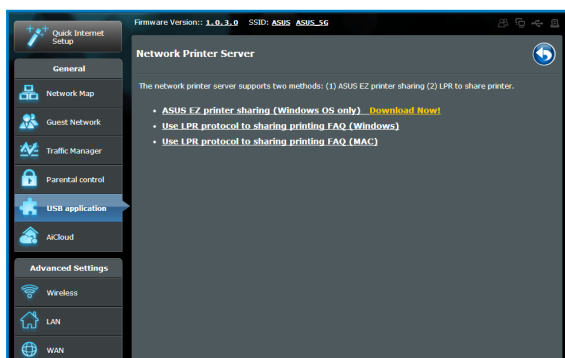 Quick Internet
Setup
Firmware Version:: 1.0.3.0 SSID: ASUS ASUS_5G
General
Network Map
Guest Network
Traffic Manager
Parental control
USB application
AiCloud
Advanced Settings
Wireless
LAN
WAN
Network Printer Server
The network printer server supports two methods: (1) ASUS EZ printer sharing (2) LPR to share printer.
ASUS EZ printer sharing (Windows OS only) Download Now!
Use LPR protocol to sharing printing FAQ (Windows)
Use LPR protocol to sharing printing FAQ (MAC)